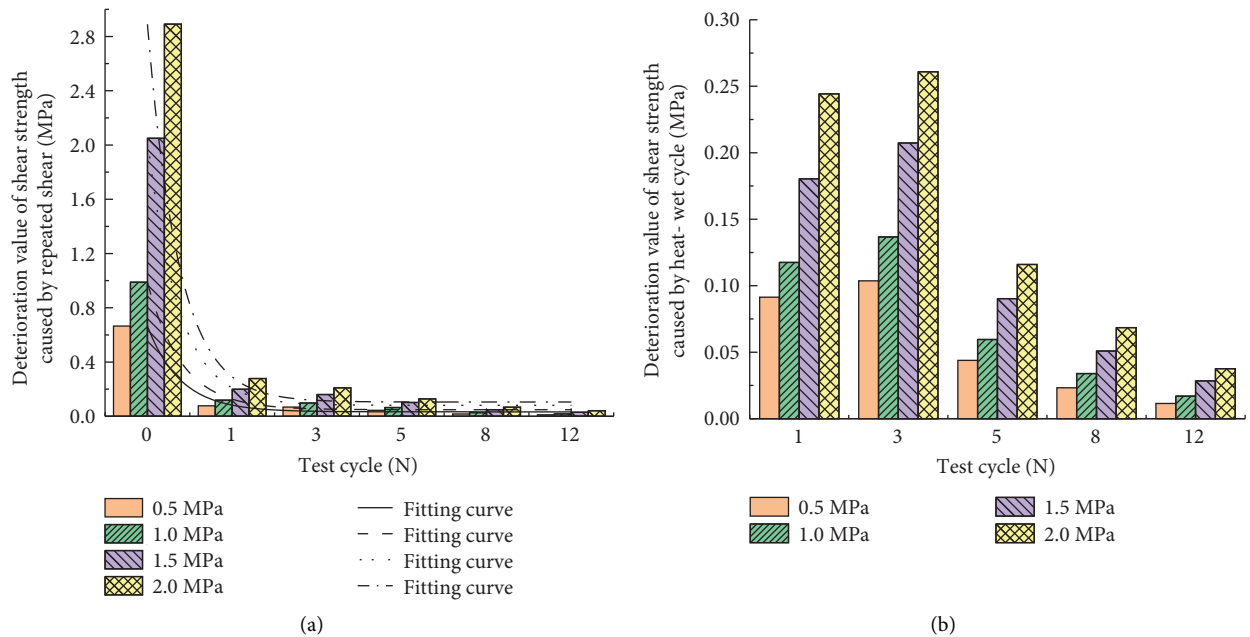 Deterioration value of shear strength
caused by repeated shear (MPa)
2.8
2.4
2.0
1.6
1.2
0.8
0.4
0.0
0 1 3 5 8 12
Test cycle (N)
0.5 MPa
1.0 MPa
1.5 MPa
2.0 MPa
Fitting curve
Fitting curve
Fitting curve
Fitting curve
(a)
Deterioration value of shear strength
caused by heat- wet cycle (MPa)
0.30
0.25
0.20
0.15
0.10
0.05
0.00
1 3 5 8 12
Test cycle (N)
0.5 MPa
1.0 MPa
1.5 MPa
2.0 MPa
(b)